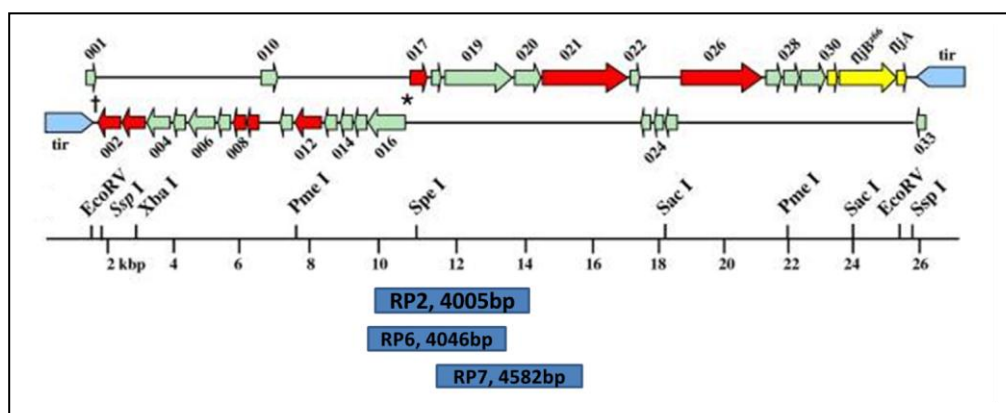 001 010 017 019 020 021 022 026 028 030 fljBᶻ⁶⁶ fljA tir
† *
tir 002 004 006 008 012 014 016 024 033
EcoRV Ssp I Xba I Pme I Spe I Sac I Pme I Sac I EcoRV Ssp I
2 kbp 4 6 8 10 12 14 16 18 20 22 24 26
RP2, 4005bp
RP6, 4046bp
RP7, 4582bp